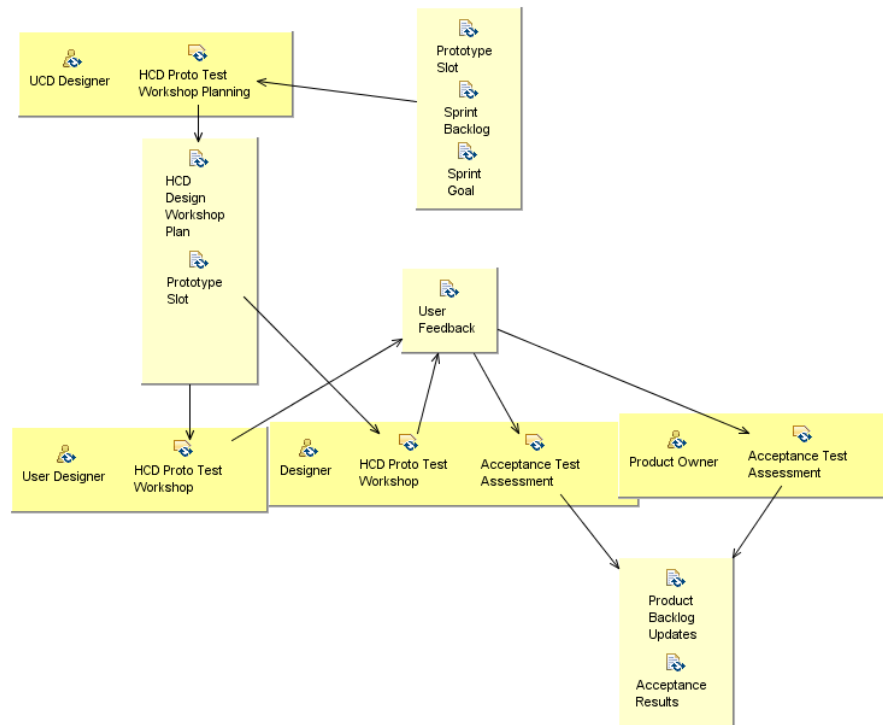 UCD Designer
HCD Proto Test
Workshop Planning
Prototype
Slot
Sprint
Backlog
Sprint
Goal
HCD
Design
Workshop
Plan
Prototype
Slot
User
Feedback
User Designer
HCD Proto Test
Workshop
Designer
HCD Proto Test
Workshop
Acceptance Test
Assessment
Product Owner
Acceptance Test
Assessment
Product
Backlog
Updates
Acceptance
Results